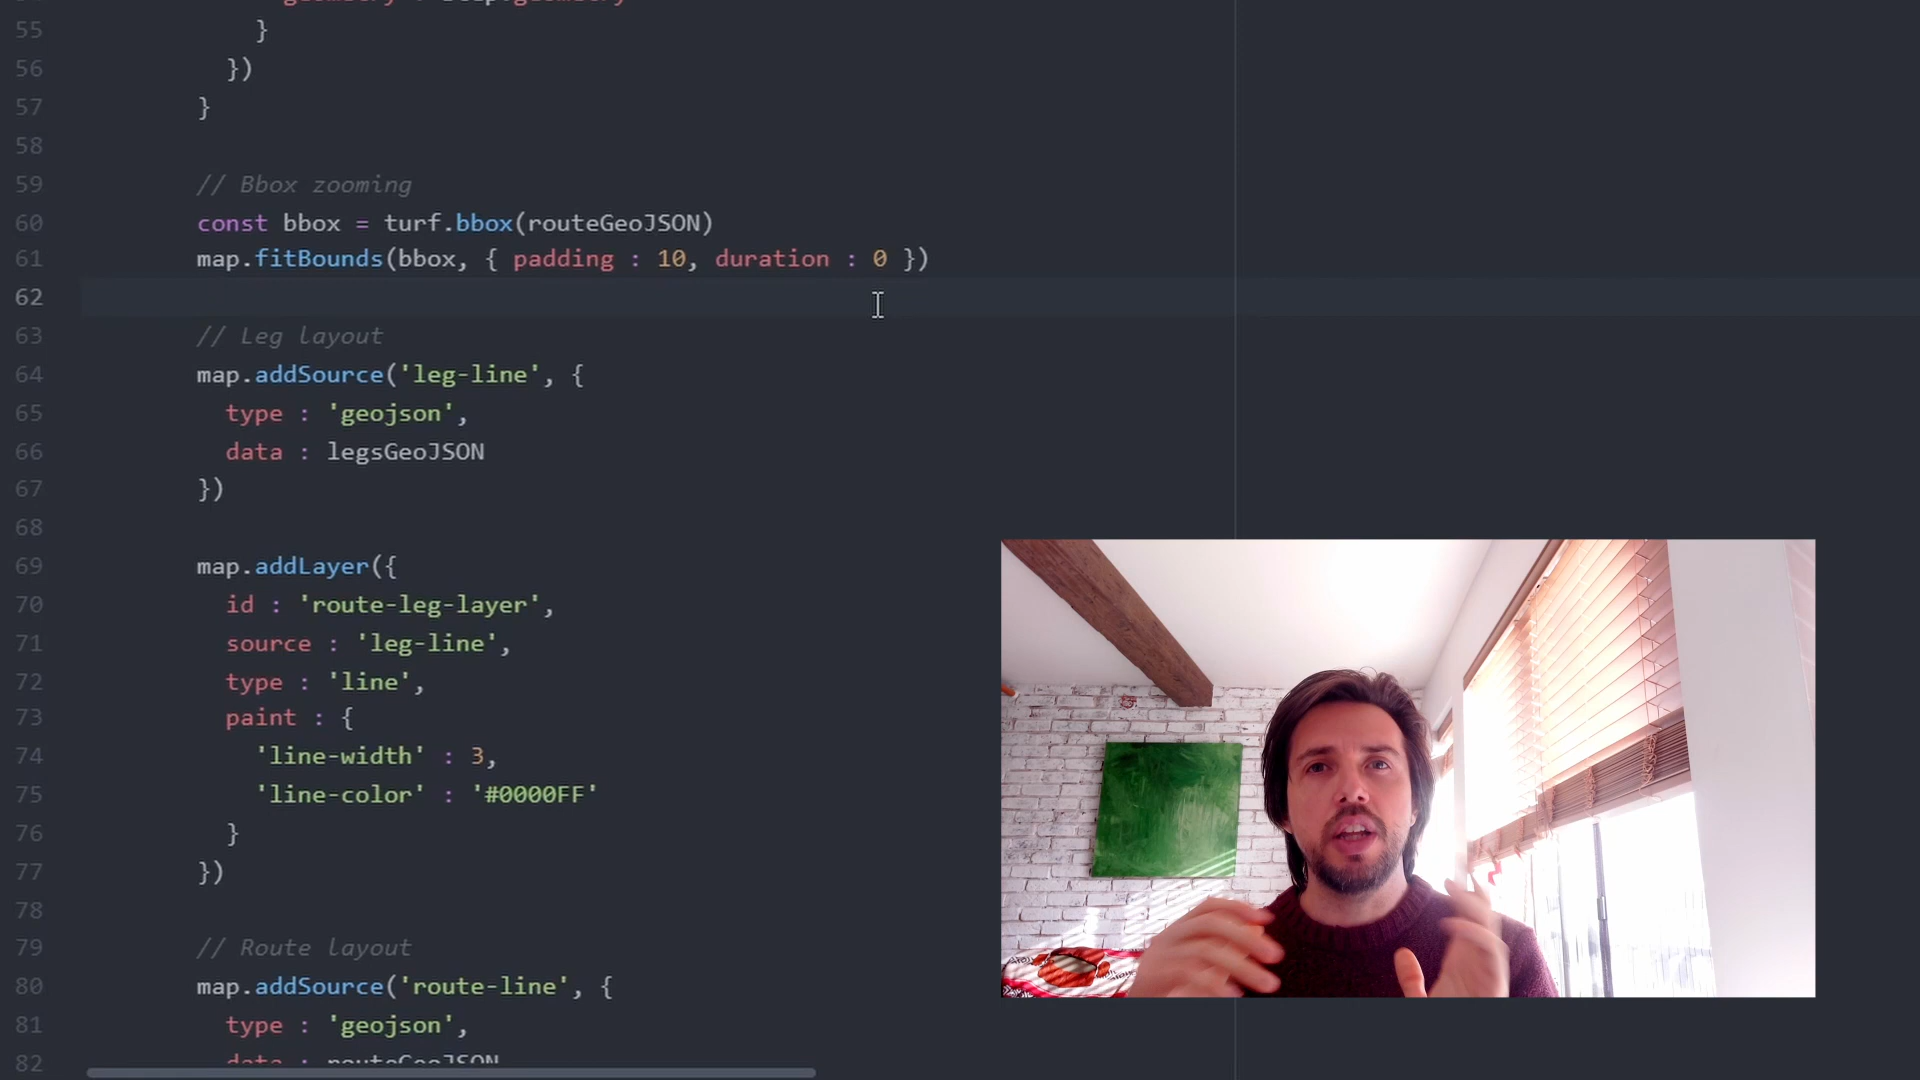 55 }
56 })
57 }
58
59 // Bbox zooming
60 const bbox = turf.bbox(routeGeoJSON)
61 map.fitBounds(bbox, { padding : 10, duration : 0 })
62
63 // Leg layout
64 map.addSource('leg-line', {
65 type : 'geojson',
66 data : legsGeoJSON
67 })
68
69 map.addLayer({
70 id : 'route-leg-layer',
71 source : 'leg-line',
72 type : 'line',
73 paint : {
74 'line-width' : 3,
75 'line-color' : '#0000FF'
76 }
77 })
78
79 // Route layout
80 map.addSource('route-line', {
81 type : 'geojson',
82 data : routeGeoJSON